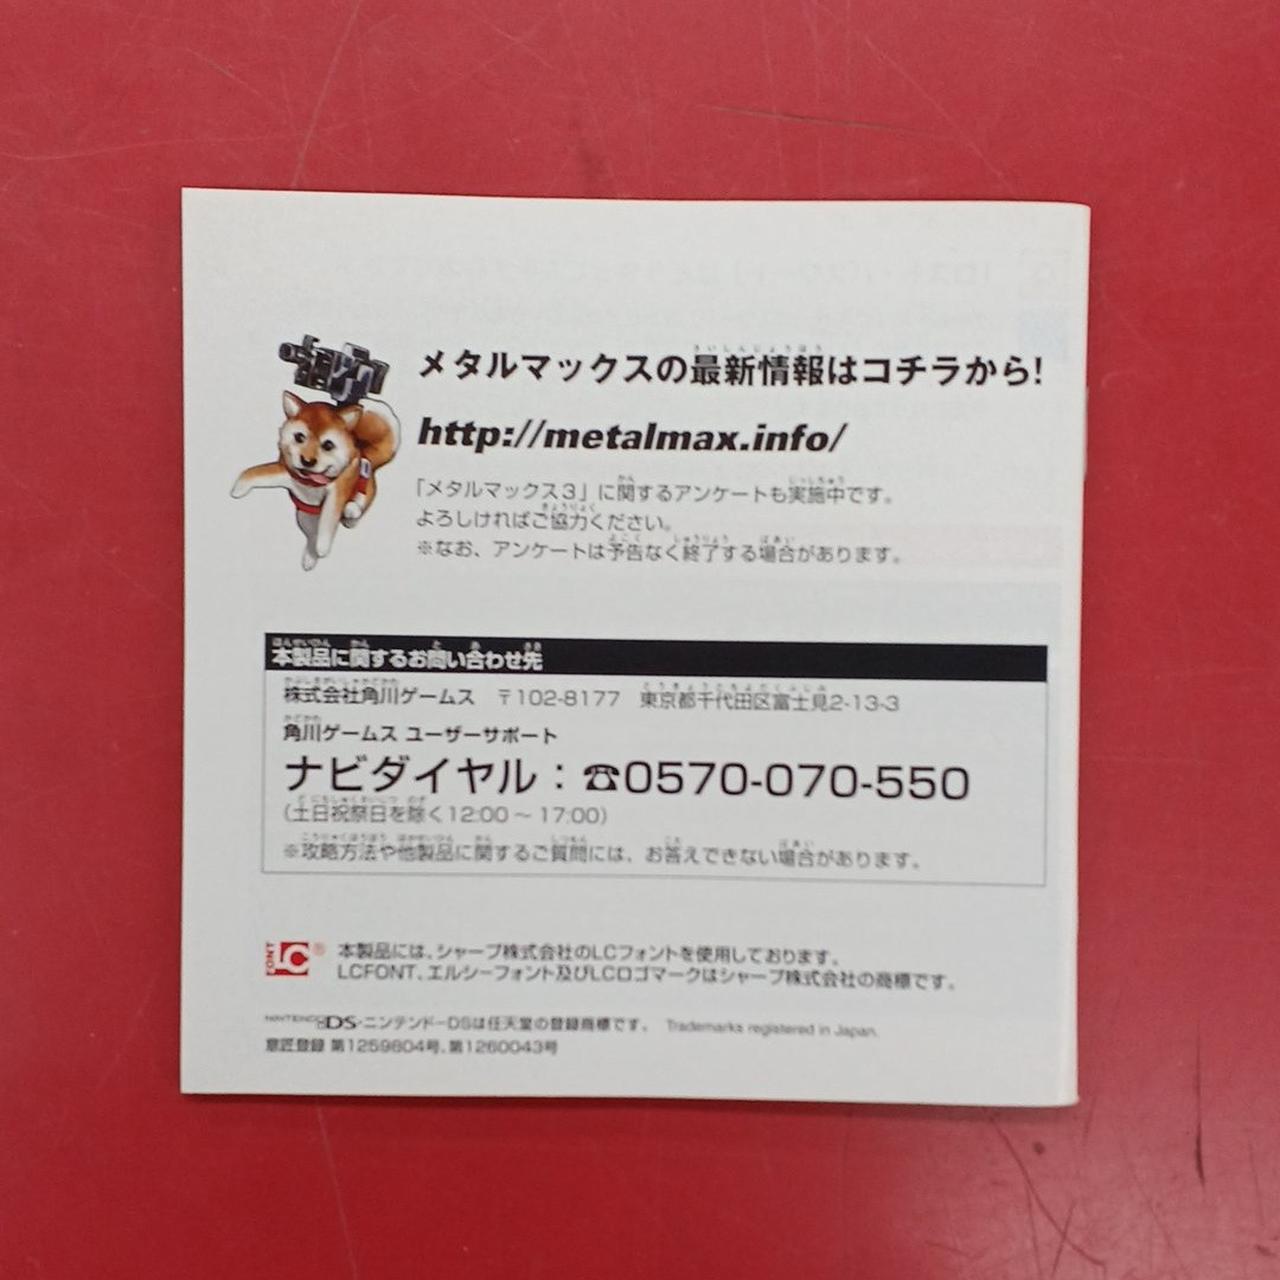 メタルマックスの最新情報はコチラから!
http://metalmax.info/
「メタルマックス3」に関するアンケートも実施中です。
よろしければご協力ください。
※なお、アンケートは予告なく終了する場合があります。
本製品に関するお問い合わせ先
株式会社角川ゲームス 〒102-8177 東京都千代田区富士見2-13-3
角川ゲームス ユーザーサポート
ナビダイヤル：☎0570-070-550
(土日祝祭日を除く12:00～17:00)
※攻略方法や他製品に関するご質問には、お答えできない場合があります。
FONT LC® 本製品には、シャープ株式会社のLCフォントを使用しております。
LCFONT、エルシーフォント及びLCロゴマークはシャープ株式会社の商標です。
NINTENDO DS・ニンテンドーDSは任天堂の登録商標です。 Trademarks registered in Japan.
意匠登録 第1259804号、第1260043号